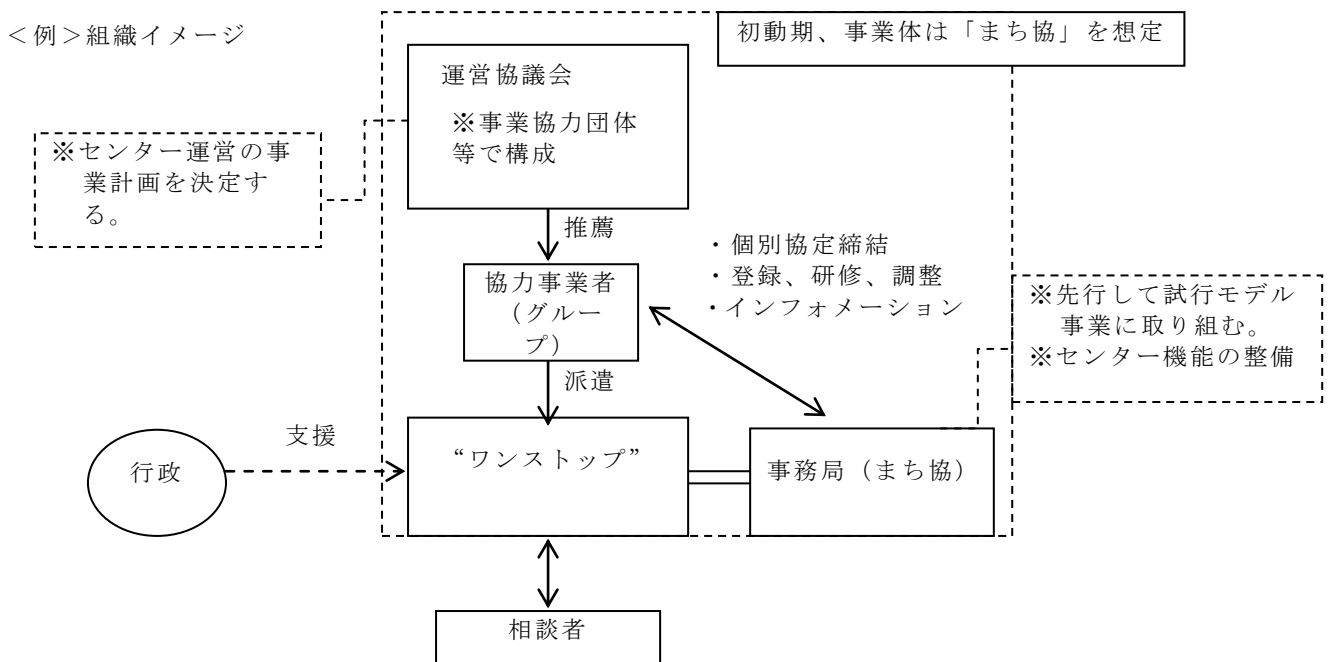 ＜例＞組織イメージ
初動期、事業体は「まち協」を想定
運営協議会
※事業協力団体
等で構成
※センター運営の事
業計画を決定す
る。
推薦
・個別協定締結
・登録、研修、調整
・インフォメーション
協力事業者
（グルー
プ）
※先行して試行モデル
事業に取り組む。
※センター機能の整備
派遣
支援
行政
“ワンストップ”
事務局（まち協）
相談者